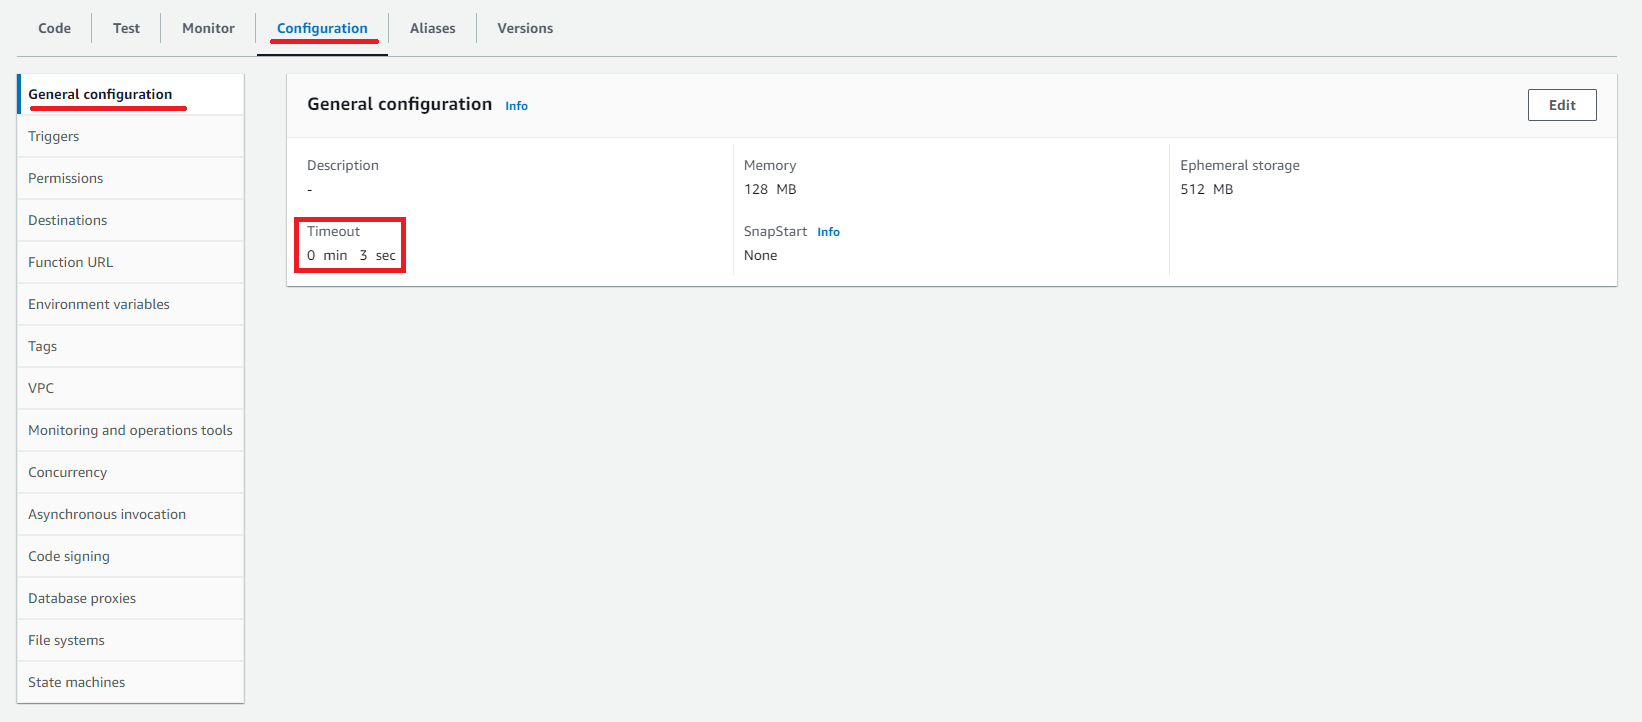 Code
Test
Monitor
Configuration
Aliases
Versions
General configuration
Triggers
Permissions
Destinations
Function URL
Environment variables
Tags
VPC
Monitoring and operations tools
Concurrency
Asynchronous invocation
Code signing
Database proxies
File systems
State machines
General configuration Info
Edit
Description
-
Memory
128 MB
Ephemeral storage
512 MB
Timeout
0 min 3 sec
SnapStart Info
None